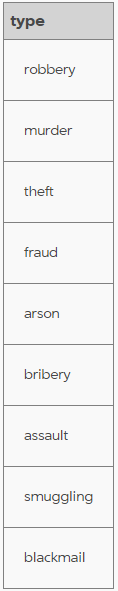 type
robbery
murder
theft
fraud
arson
bribery
assault
smuggling
blackmail